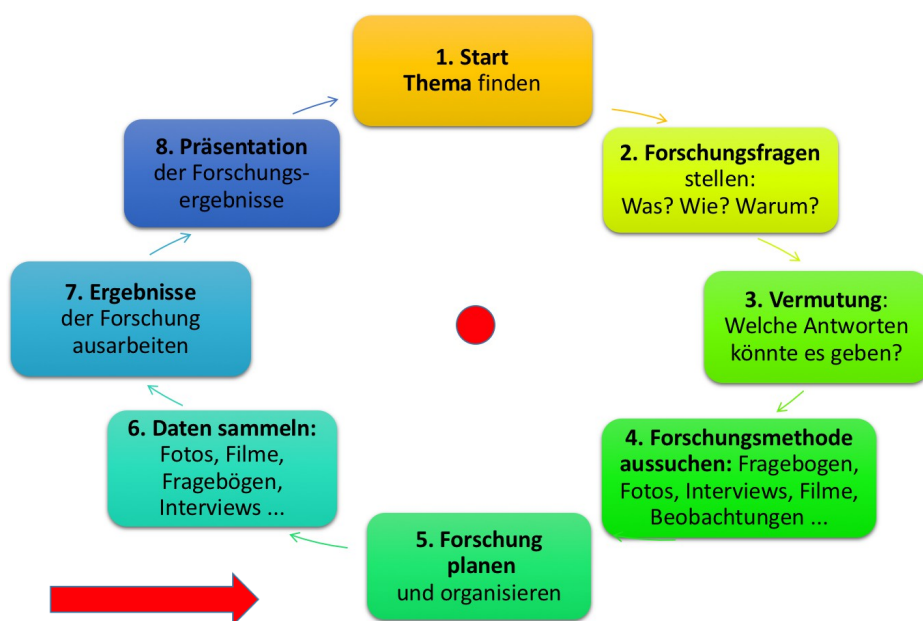 1. Start
Thema finden
2. Forschungsfragen
stellen:
Was? Wie? Warum?
3. Vermutung:
Welche Antworten
könnte es geben?
4. Forschungsmethode
aussuchen: Fragebogen,
Fotos, Interviews, Filme,
Beobachtungen ...
5. Forschung
planen
und organisieren
6. Daten sammeln:
Fotos, Filme,
Fragebögen,
Interviews ...
7. Ergebnisse
der Forschung
ausarbeiten
8. Präsentation
der Forschungs-
ergebnisse